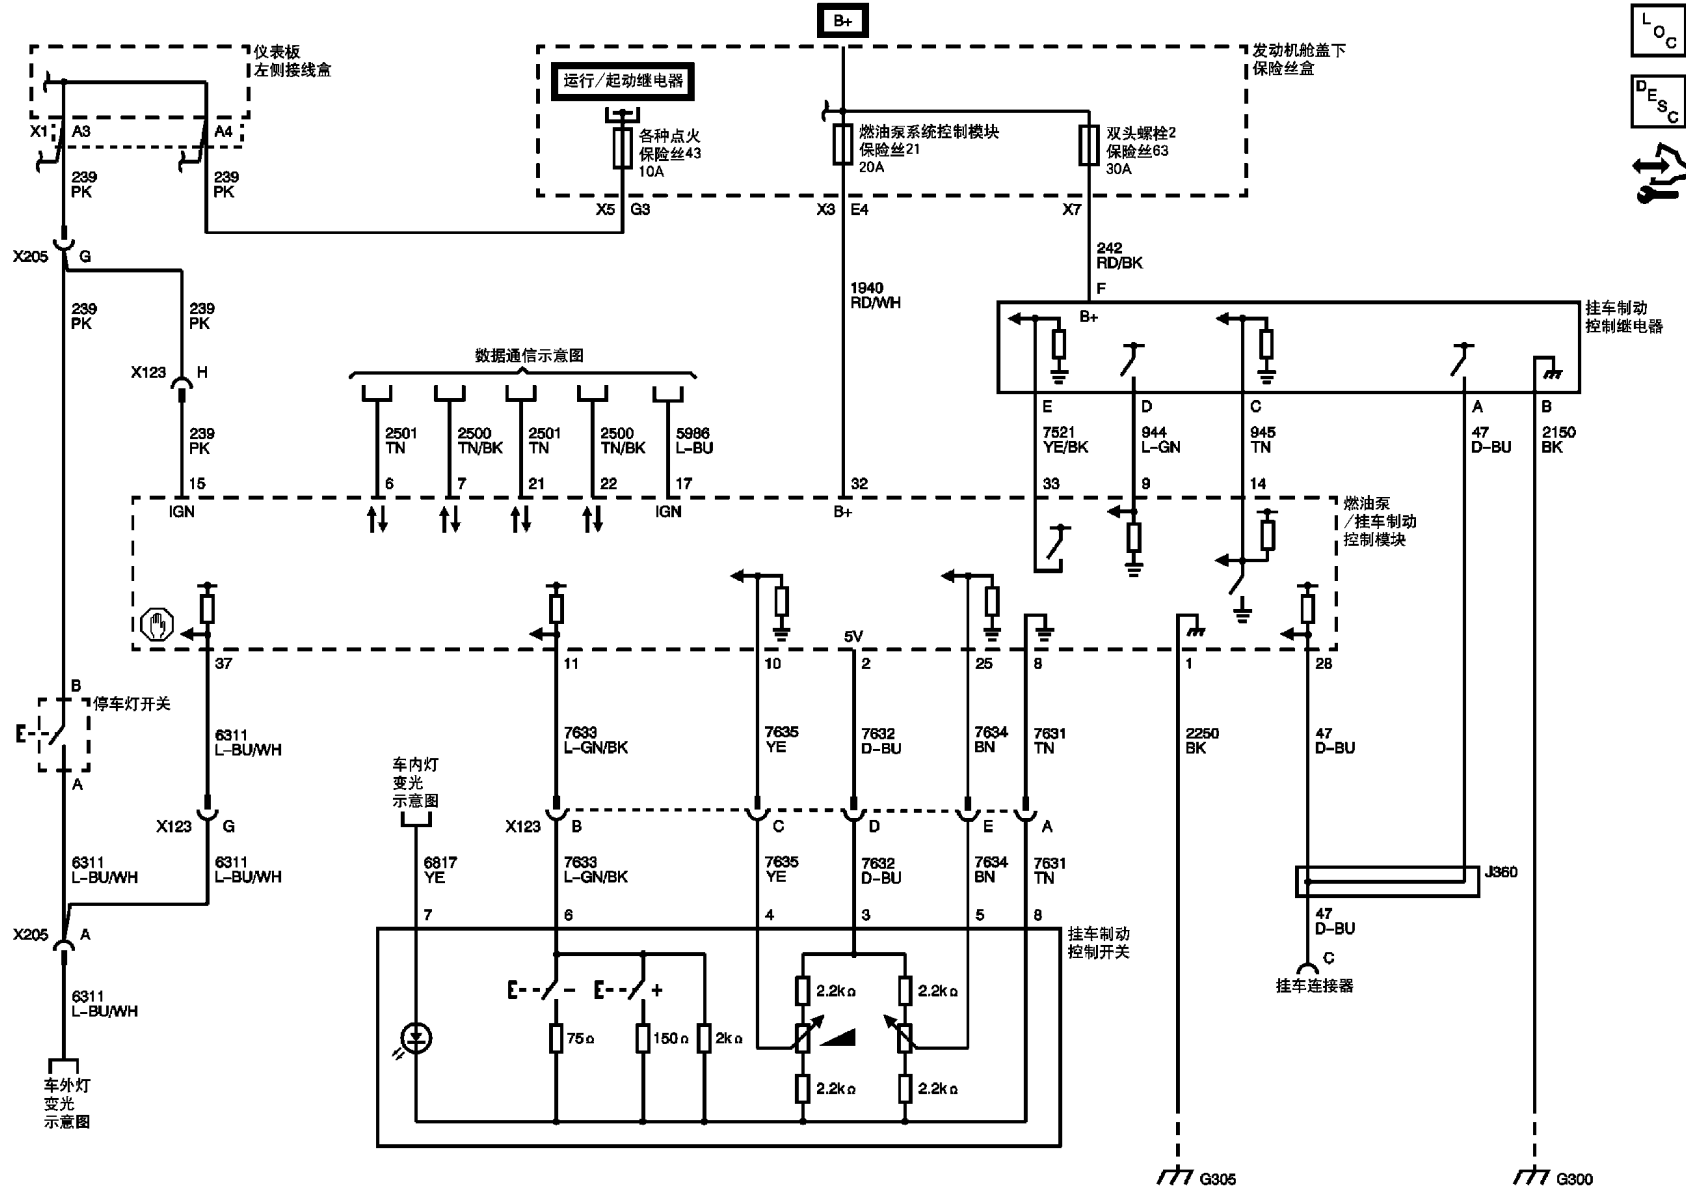 B+
L O C
D E S C
仪表板
左侧接线盒
发动机舱盖下
保险丝盒
运行/起动继电器
各种点火
保险丝43
10A
燃油泵系统控制模块
保险丝21
20A
双头螺栓2
保险丝63
30A
X1 A3 A4
239
PK
239
PK
X5 G3
X3 E4
X7
X205 G
242
RD/BK
F
1940
RD/WH
239
PK
239
PK
B+
挂车制动
控制继电器
数据通信示意图
X123 H
E D C A B
239
PK
2501
TN
2500
TN/BK
2501
TN
2500
TN/BK
5986
L-BU
7521
YE/BK
944
L-GN
945
TN
47
D-BU
2150
BK
15 6 7 21 22 17 32 33 9 14
IGN IGN B+
燃油泵
/挂车制动
控制模块
5V
37 11 10 2 25 8 1 28
B
停车灯开关
A
6311
L-BU/WH
7633
L-GN/BK
7635
YE
7632
D-BU
7634
BN
7631
TN
2250
BK
47
D-BU
车内灯
变光
示意图
X123 G
X123 B C D E A
6311
L-BU/WH
6311
L-BU/WH
6817
YE
7633
L-GN/BK
7635
YE
7632
D-BU
7634
BN
7631
TN
J360
7 6 4 3 5 8
47
D-BU
X205 A
挂车制动
控制开关
C
挂车连接器
6311
L-BU/WH
- +
2.2kΩ 2.2kΩ
75Ω 150Ω 2kΩ
2.2kΩ 2.2kΩ
车外灯
变光
示意图
G305 G300